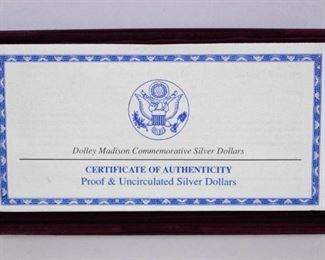 Dolley Madison Commemorative Silver Dollars
CERTIFICATE OF AUTHENTICITY
Proof & Uncirculated Silver Dollars